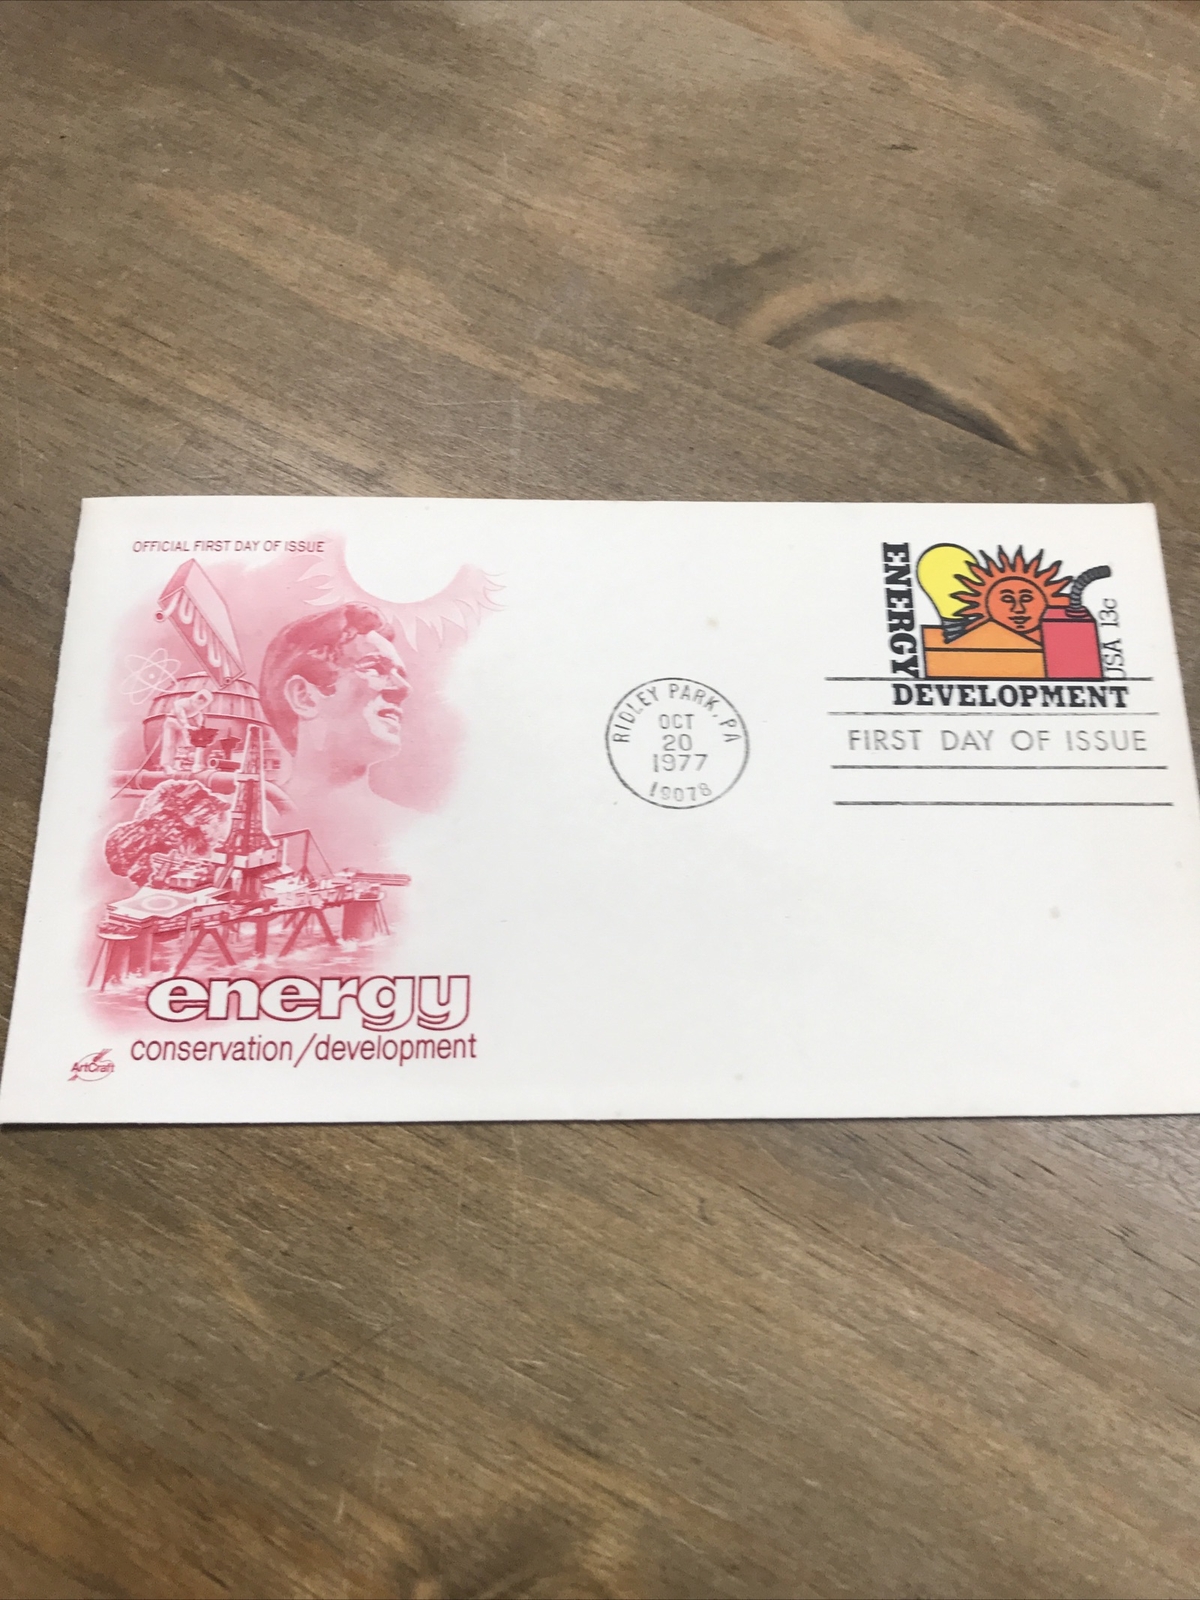 OFFICIAL FIRST DAY OF ISSUE
energy
conservation/development
ArtCraft
RIDLEY PARK, PA
OCT
20
1977
19078
ENERGY
DEVELOPMENT
USA 13c
FIRST DAY OF ISSUE